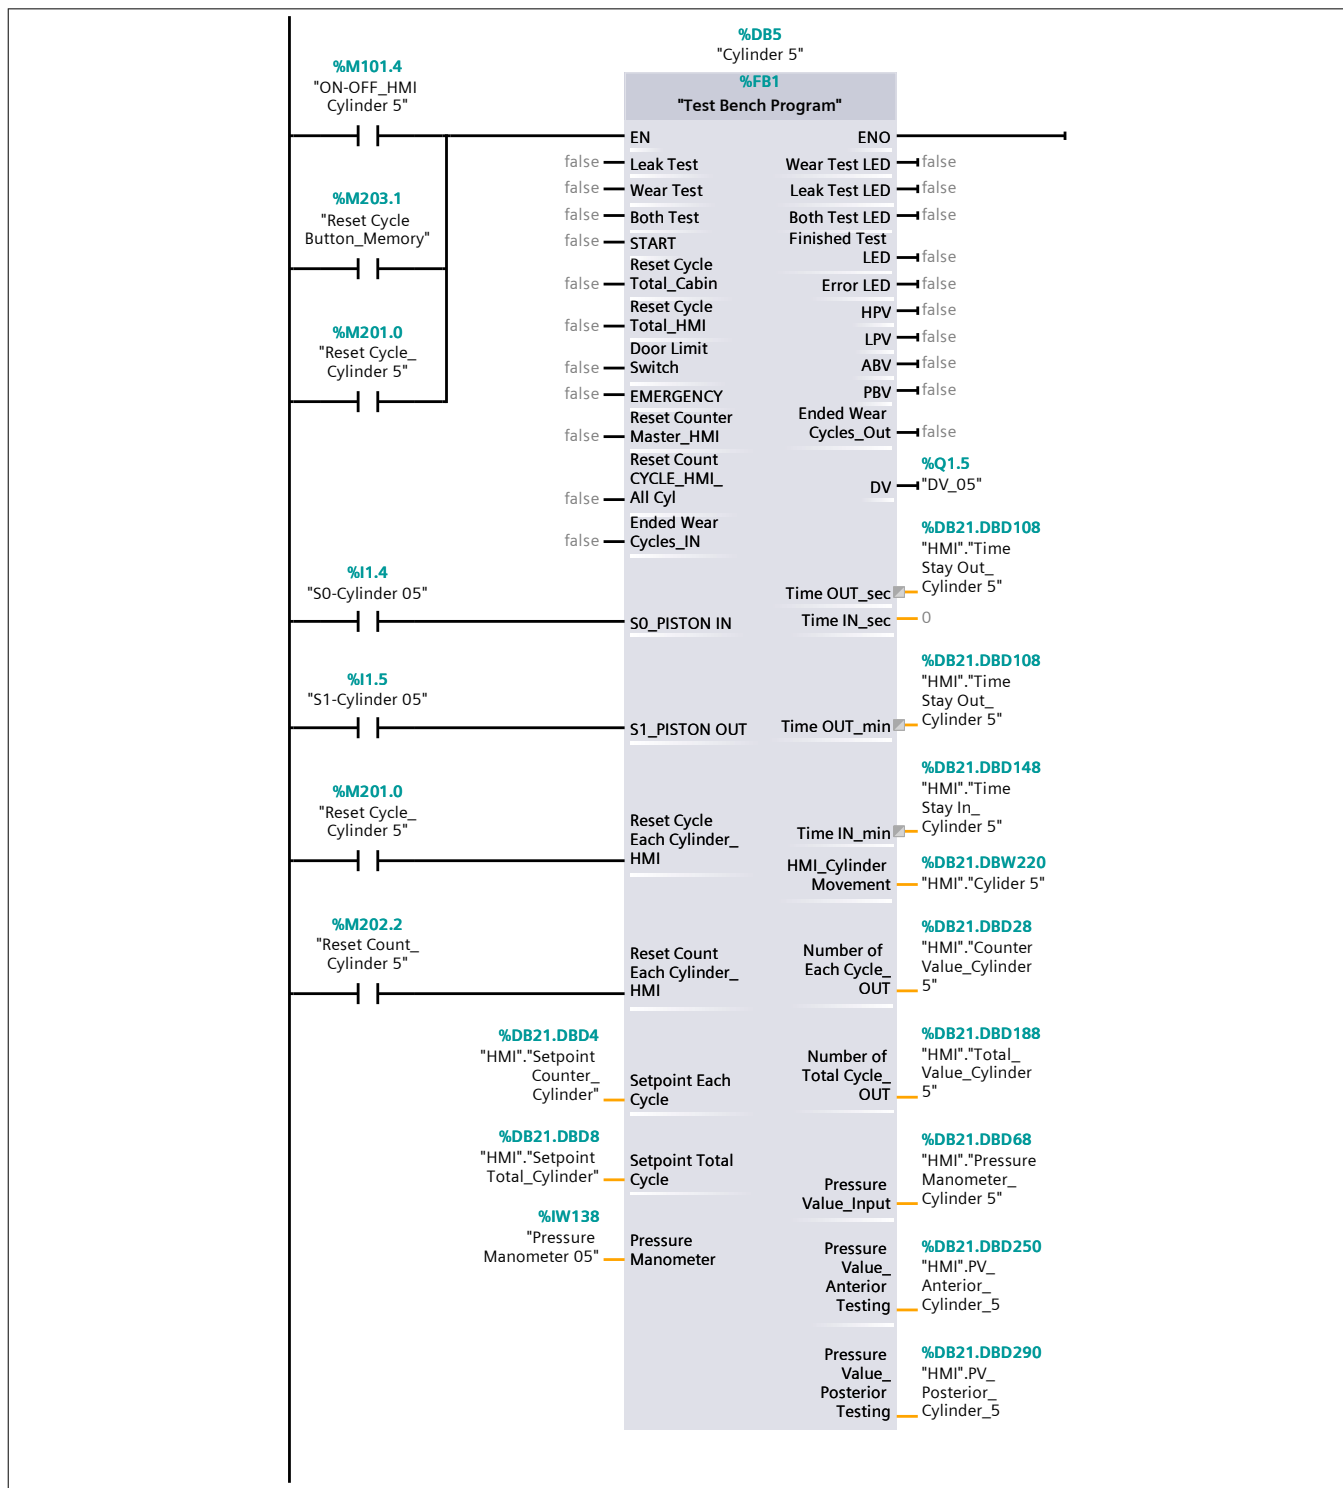 %DB5
"Cylinder 5"
%FB1
"Test Bench Program"
%M101.4
"ON-OFF_HMI
Cylinder 5"
%M203.1
"Reset Cycle
Button_Memory"
%M201.0
"Reset Cycle_
Cylinder 5"
%I1.4
"S0-Cylinder 05"
%I1.5
"S1-Cylinder 05"
%M201.0
"Reset Cycle_
Cylinder 5"
%M202.2
"Reset Count_
Cylinder 5"
EN
false Leak Test
false Wear Test
false Both Test
false START
Reset Cycle
false Total_Cabin
Reset Cycle
false Total_HMI
Door Limit
false Switch
false EMERGENCY
Reset Counter
false Master_HMI
Reset Count
CYCLE_HMI_
false All Cyl
Ended Wear
false Cycles_IN
S0_PISTON IN
S1_PISTON OUT
Reset Cycle
Each Cylinder_
HMI
Reset Count
Each Cylinder_
HMI
%DB21.DBD4
"HMI"."Setpoint
Counter_
Cylinder"
Setpoint Each
Cycle
%DB21.DBD8
"HMI"."Setpoint
Total_Cylinder"
Setpoint Total
Cycle
%IW138
"Pressure
Manometer 05"
Pressure
Manometer
ENO
Wear Test LED false
Leak Test LED false
Both Test LED false
Finished Test
LED false
Error LED false
HPV false
LPV false
ABV false
PBV false
Ended Wear
Cycles_Out false
%Q1.5
DV "DV_05"
%DB21.DBD108
"HMI"."Time
Stay Out_
Cylinder 5"
Time OUT_sec
Time IN_sec 0
%DB21.DBD108
"HMI"."Time
Stay Out_
Cylinder 5"
Time OUT_min
%DB21.DBD148
"HMI"."Time
Stay In_
Cylinder 5"
Time IN_min
HMI_Cylinder
Movement
%DB21.DBW220
"HMI"."Cylider 5"
Number of
Each Cycle_
OUT
%DB21.DBD28
"HMI"."Counter
Value_Cylinder
5"
Number of
Total Cycle_
OUT
%DB21.DBD188
"HMI"."Total_
Value_Cylinder
5"
Pressure
Value_Input
%DB21.DBD68
"HMI"."Pressure
Manometer_
Cylinder 5"
Pressure
Value_
Anterior
Testing
%DB21.DBD250
"HMI".PV_
Anterior_
Cylinder_5
Pressure
Value_
Posterior
Testing
%DB21.DBD290
"HMI".PV_
Posterior_
Cylinder_5